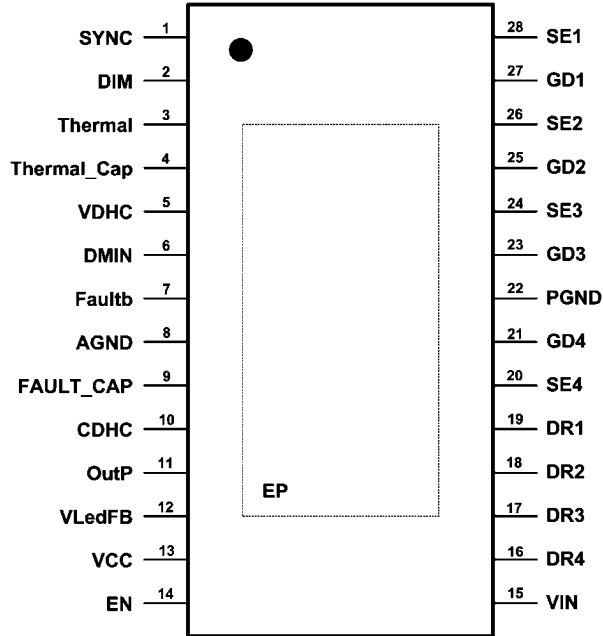 SYNC 1 28 SE1
DIM 2 27 GD1
Thermal 3 26 SE2
Thermal_Cap 4 25 GD2
VDHC 5 24 SE3
DMIN 6 23 GD3
Faultb 7 22 PGND
AGND 8 21 GD4
FAULT_CAP 9 20 SE4
CDHC 10 19 DR1
OutP 11 18 DR2
EP
VLedFB 12 17 DR3
VCC 13 16 DR4
EN 14 15 VIN